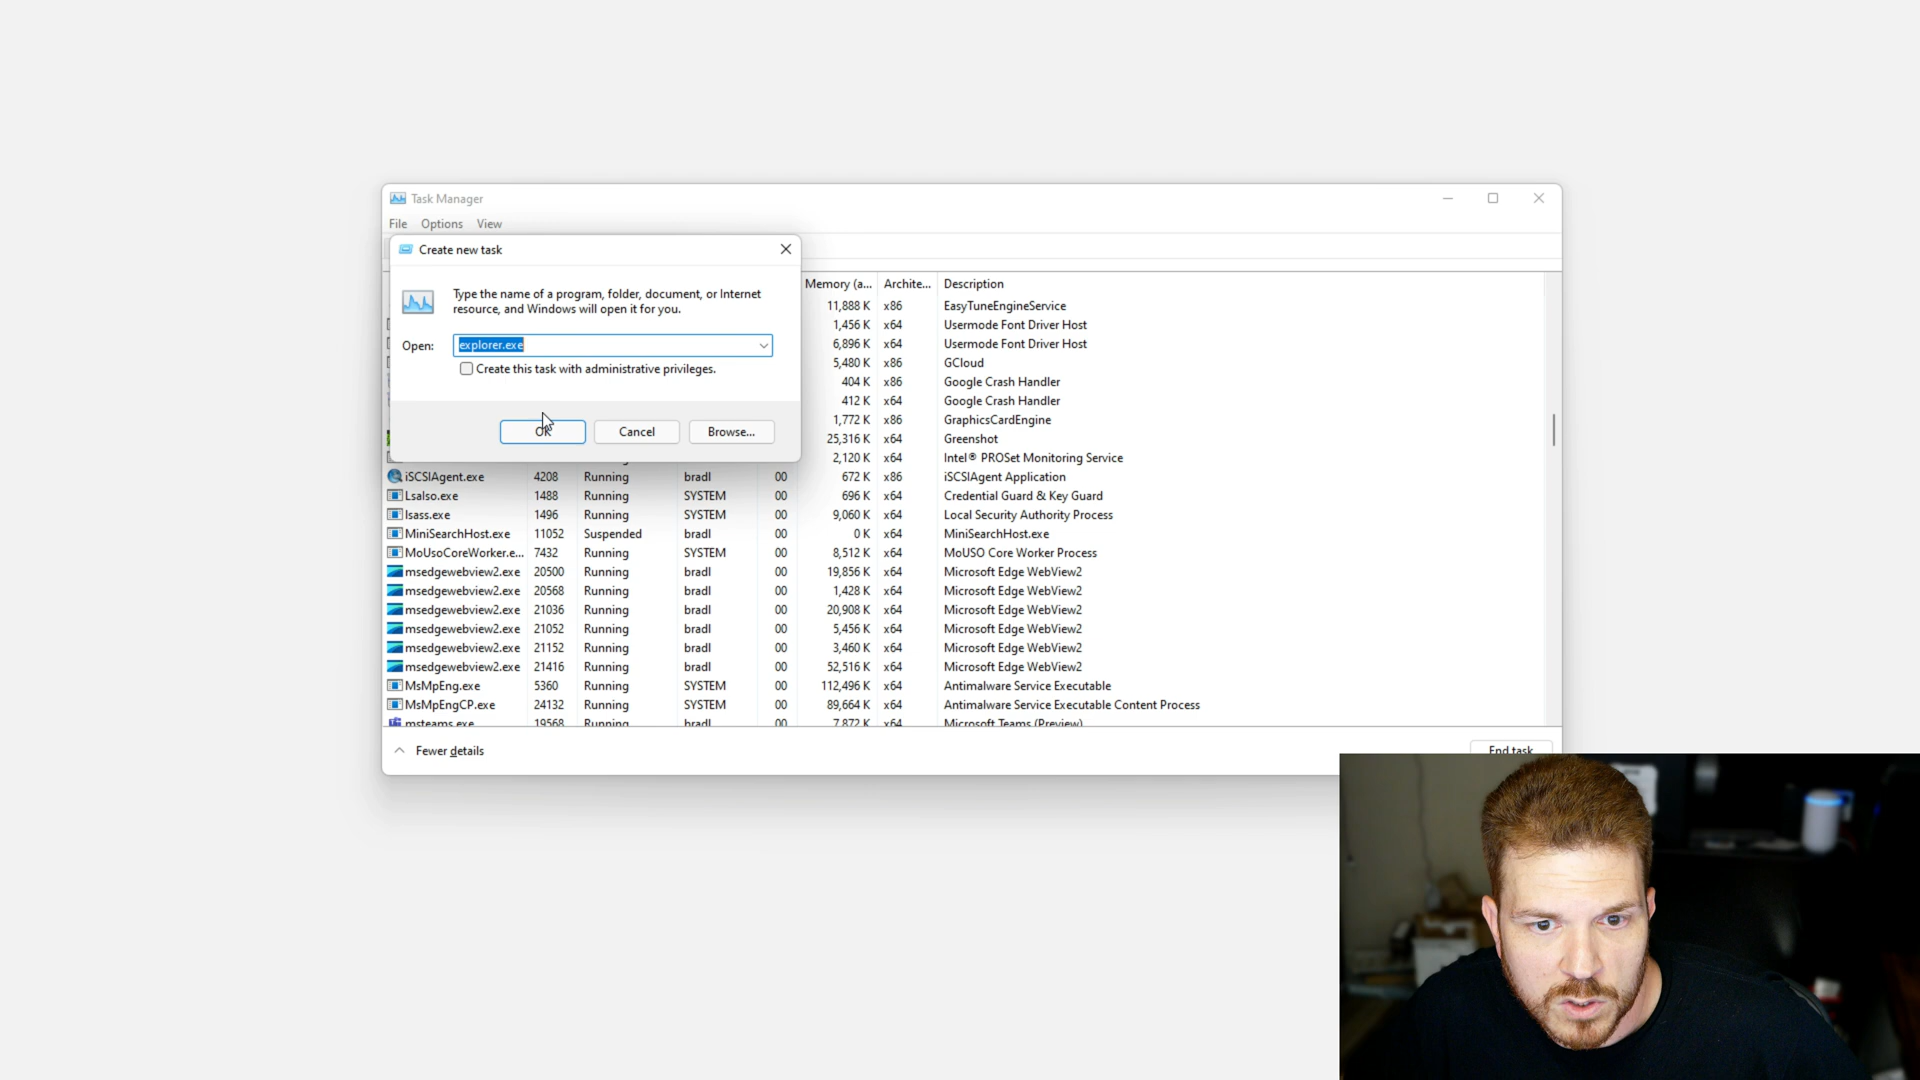 Task Manager
File Options View
Create new task
Type the name of a program, folder, document, or Internet
resource, and Windows will open it for you.
Open: explorer.exe
Create this task with administrative privileges.
OK Cancel Browse...
Memory (a... Archite... Description
11,888 K x86 EasyTuneEngineService
1,456 K x64 Usermode Font Driver Host
6,896 K x64 Usermode Font Driver Host
5,480 K x86 GCloud
404 K x86 Google Crash Handler
412 K x64 Google Crash Handler
1,772 K x86 GraphicsCardEngine
25,316 K x64 Greenshot
2,120 K x64 Intel® PROSet Monitoring Service
iSCSIAgent.exe 4208 Running bradl 00 672 K x86 iSCSIAgent Application
LsaIso.exe 1488 Running SYSTEM 00 696 K x64 Credential Guard & Key Guard
lsass.exe 1496 Running SYSTEM 00 9,060 K x64 Local Security Authority Process
MiniSearchHost.exe 11052 Suspended bradl 00 0 K x64 MiniSearchHost.exe
MoUsoCoreWorker.e... 7432 Running SYSTEM 00 8,512 K x64 MoUSO Core Worker Process
msedgewebview2.exe 20500 Running bradl 00 19,856 K x64 Microsoft Edge WebView2
msedgewebview2.exe 20568 Running bradl 00 1,428 K x64 Microsoft Edge WebView2
msedgewebview2.exe 21036 Running bradl 00 20,908 K x64 Microsoft Edge WebView2
msedgewebview2.exe 21052 Running bradl 00 5,456 K x64 Microsoft Edge WebView2
msedgewebview2.exe 21152 Running bradl 00 3,460 K x64 Microsoft Edge WebView2
msedgewebview2.exe 21416 Running bradl 00 52,516 K x64 Microsoft Edge WebView2
MsMpEng.exe 5360 Running SYSTEM 00 112,496 K x64 Antimalware Service Executable
MsMpEngCP.exe 24132 Running SYSTEM 00 89,664 K x64 Antimalware Service Executable Content Process
msteams.exe 19568 Running bradl 00 7,872 K x64 Microsoft Teams (Preview)
Fewer details
End task